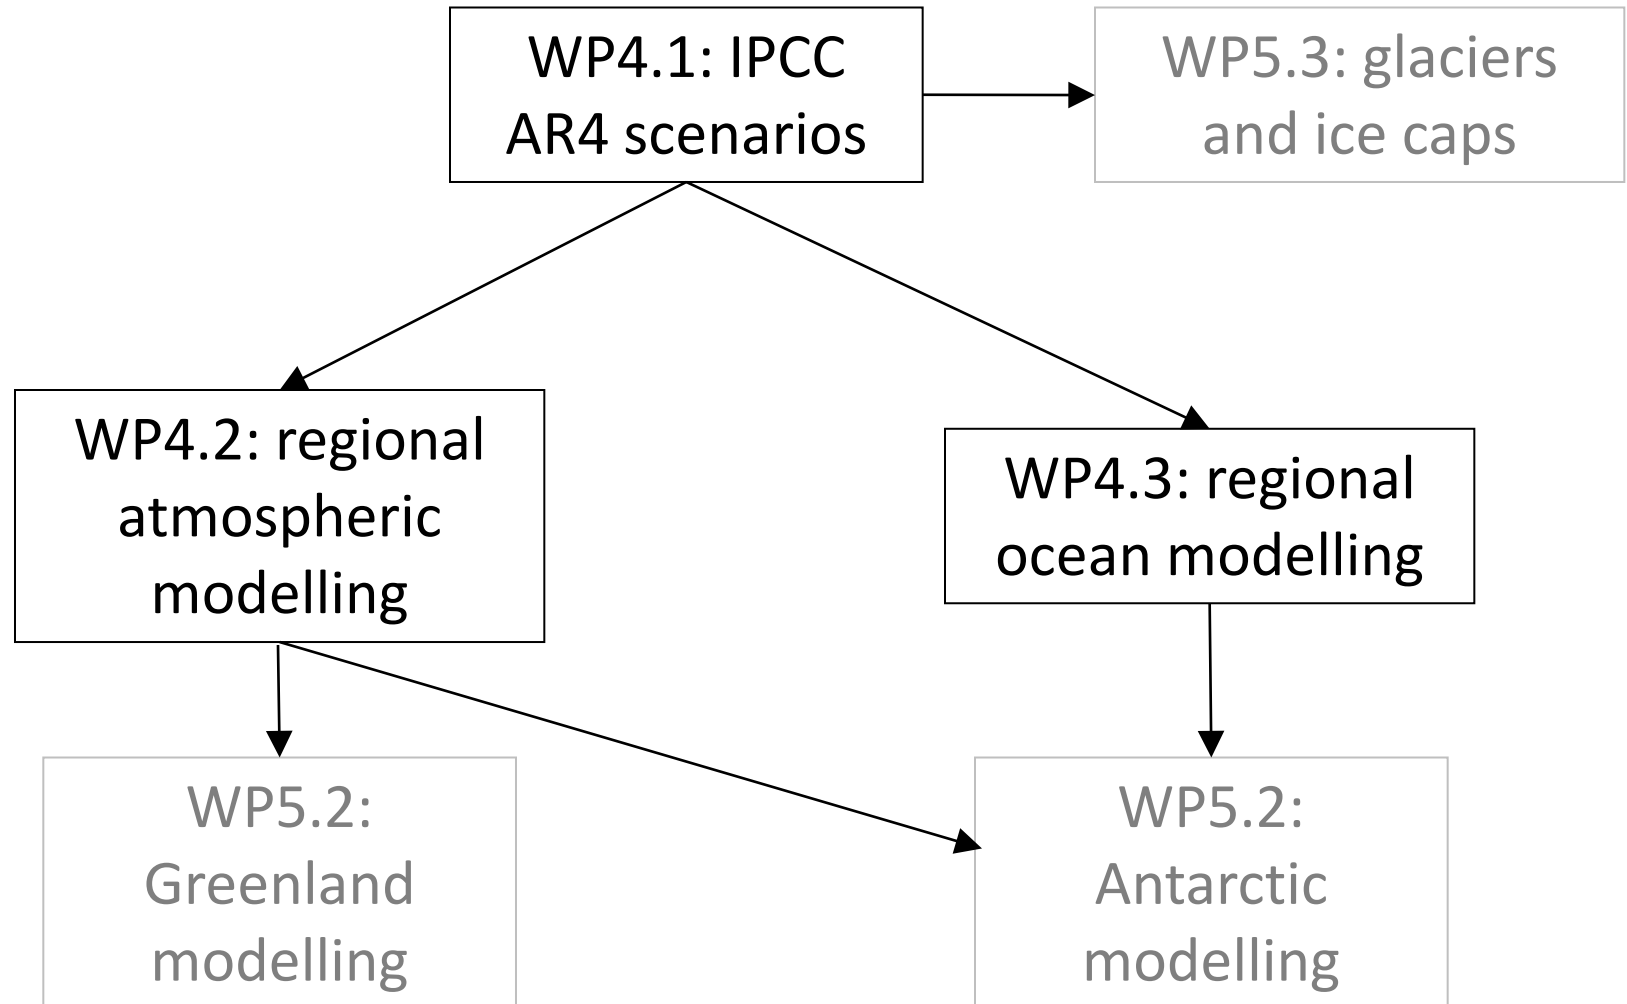 WP4.1: IPCC
AR4 scenarios
WP5.3: glaciers
and ice caps
WP4.2: regional
atmospheric
modelling
WP4.3: regional
ocean modelling
WP5.2:
Greenland
modelling
WP5.2:
Antarctic
modelling